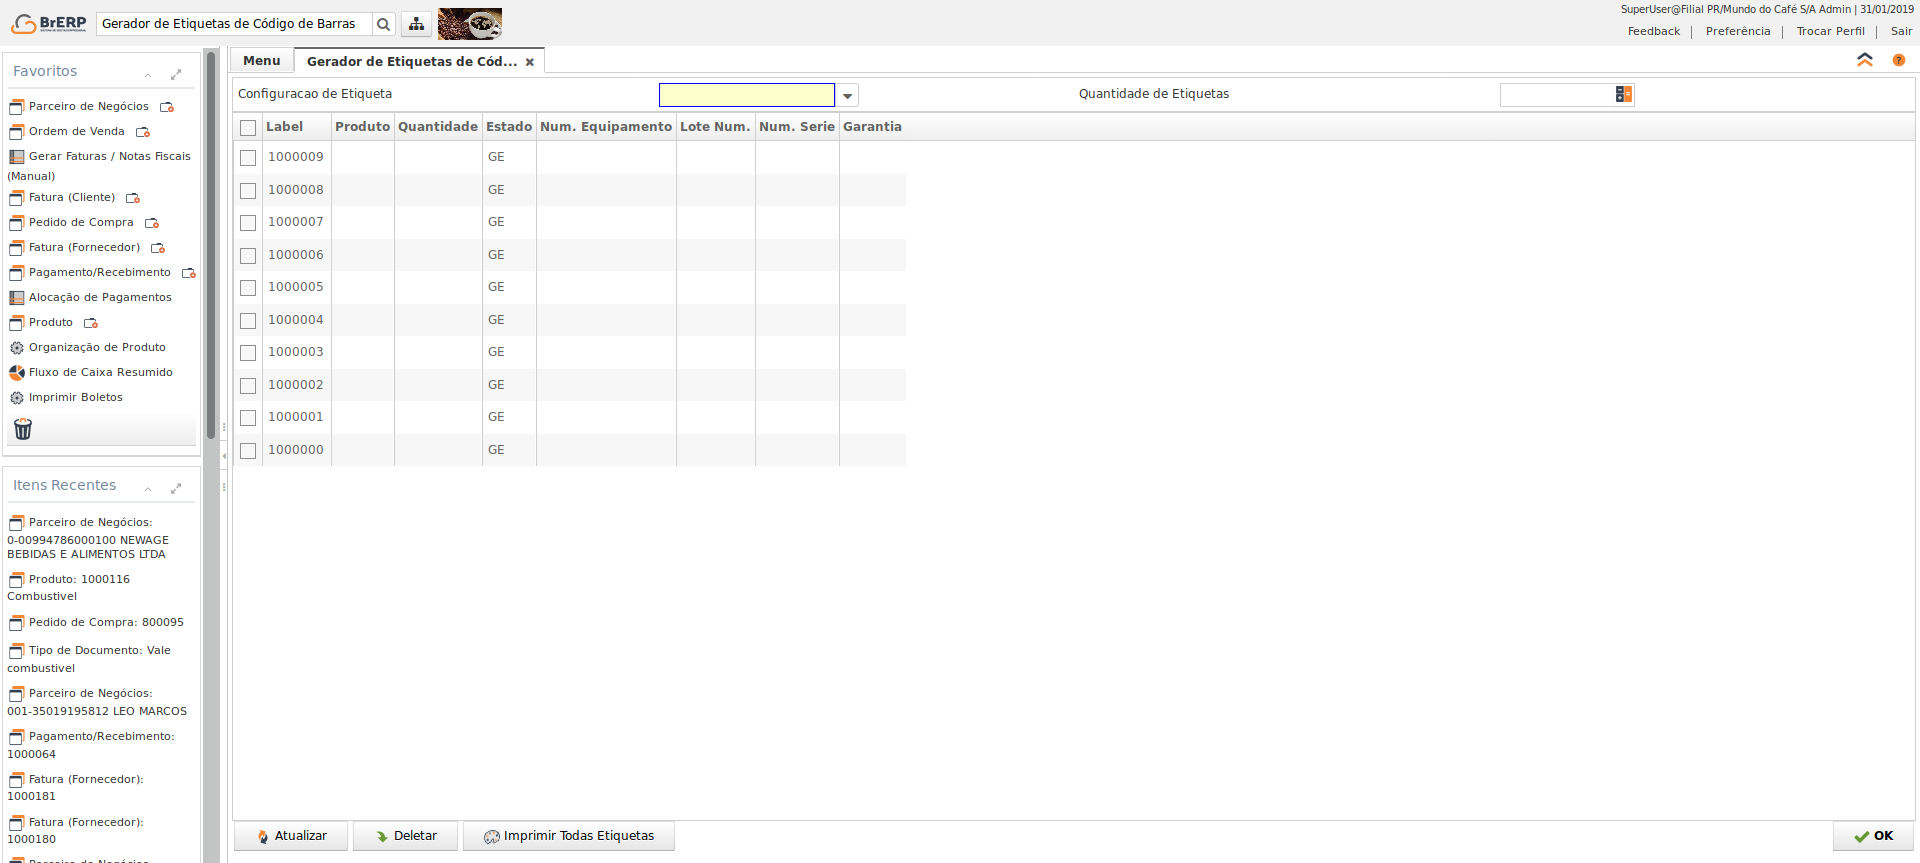 BrERP
Gerador de Etiquetas de Código de Barras
SuperUser@Filial PR/Mundo do Café S/A Admin | 31/01/2019
Feedback | Preferência | Trocar Perfil | Sair
Favoritos
Parceiro de Negócios
Ordem de Venda
Gerar Faturas / Notas Fiscais
(Manual)
Fatura (Cliente)
Pedido de Compra
Fatura (Fornecedor)
Pagamento/Recebimento
Alocação de Pagamentos
Produto
Organização de Produto
Fluxo de Caixa Resumido
Imprimir Boletos
Itens Recentes
Parceiro de Negócios:
0-00994786000100 NEWAGE
BEBIDAS E ALIMENTOS LTDA
Produto: 1000116
Combustivel
Pedido de Compra: 800095
Tipo de Documento: Vale
combustivel
Parceiro de Negócios:
001-35019195812 LEO MARCOS
Pagamento/Recebimento:
1000064
Fatura (Fornecedor):
1000181
Fatura (Fornecedor):
1000180
Menu
Gerador de Etiquetas de Cód...
Configuracao de Etiqueta
Quantidade de Etiquetas
Label Produto Quantidade Estado Num. Equipamento Lote Num. Num. Serie Garantia
1000009 GE
1000008 GE
1000007 GE
1000006 GE
1000005 GE
1000004 GE
1000003 GE
1000002 GE
1000001 GE
1000000 GE
Atualizar
Deletar
Imprimir Todas Etiquetas
OK